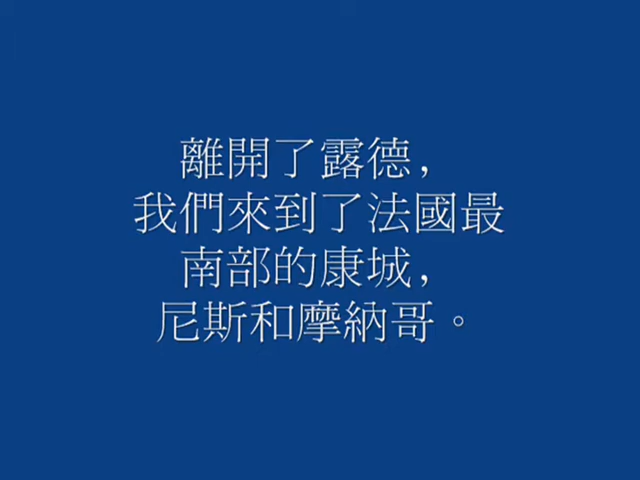 離開了露德，
我們來到了法國最
南部的康城，
尼斯和摩納哥。